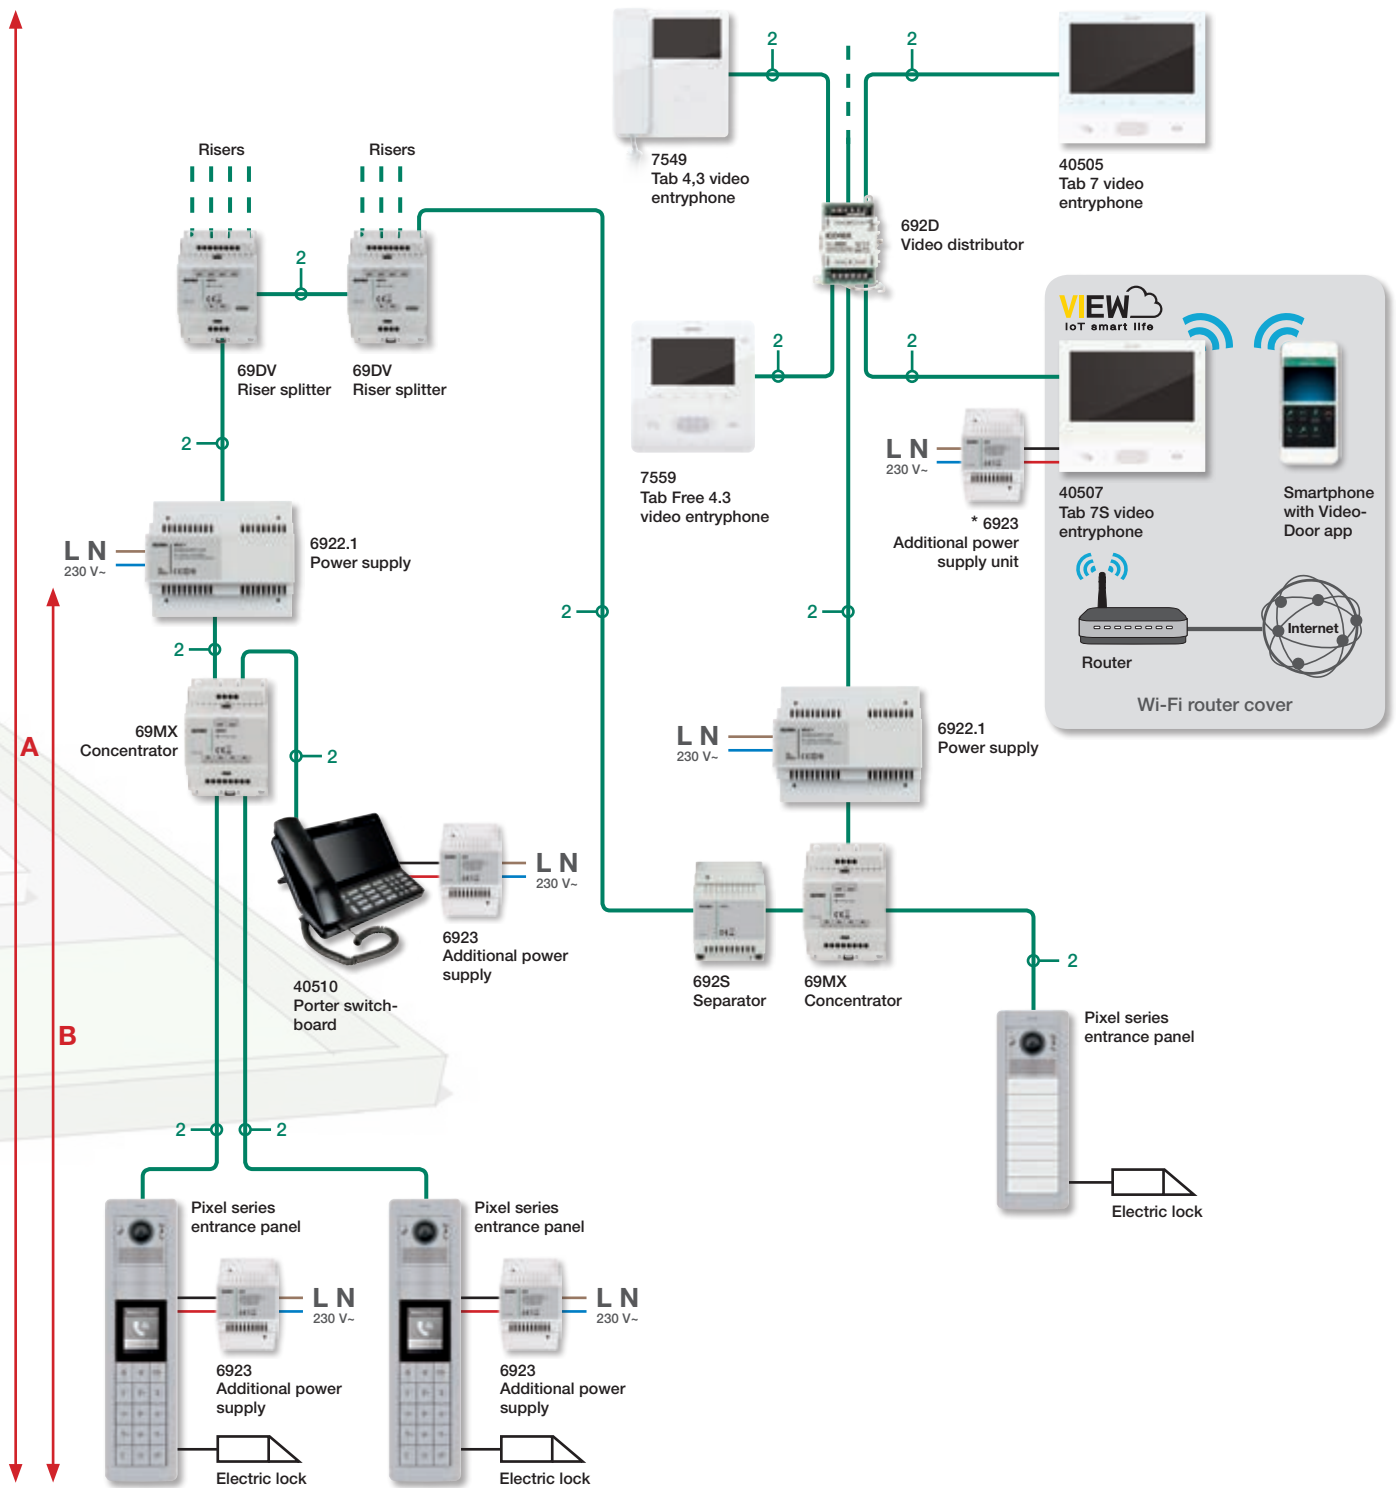 2
2
7549
Tab 4,3 video
entryphone
40505
Tab 7 video
entryphone
Risers
Risers
692D
Video distributor
2
69DV
Riser splitter
69DV
Riser splitter
VIEW
IoT smart life
2
2
2
7559
Tab Free 4.3
video entryphone
L N
230 V~
* 6923
Additional power
supply unit
40507
Tab 7S video
entryphone
Smartphone
with Video-
Door app
L N
230 V~
6922.1
Power supply
2
2
2
Router
Internet
Wi-Fi router cover
A
69MX
Concentrator
2
L N
230 V~
6922.1
Power supply
L N
230 V~
6923
Additional power
supply
40510
Porter switch-
board
692S
Separator
69MX
Concentrator
2
B
Pixel series
entrance panel
2
2
Electric lock
Pixel series
entrance panel
Pixel series
entrance panel
L N
230 V~
L N
230 V~
6923
Additional power
supply
6923
Additional power
supply
Electric lock
Electric lock